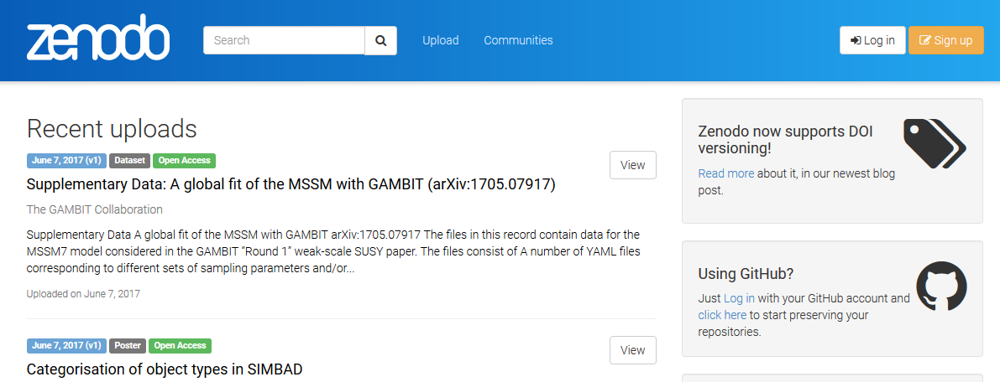 zenodo
Search
Upload
Communities
Log in
Sign up
Recent uploads
June 7, 2017 (v1) Dataset Open Access
View
Supplementary Data: A global fit of the MSSM with GAMBIT (arXiv:1705.07917)
The GAMBIT Collaboration
Supplementary Data A global fit of the MSSM with GAMBIT arXiv:1705.07917 The files in this record contain data for the
MSSM7 model considered in the GAMBIT “Round 1” weak-scale SUSY paper. The files consist of A number of YAML files
corresponding to different sets of sampling parameters and/or...
Uploaded on June 7, 2017
June 7, 2017 (v1) Poster Open Access
View
Categorisation of object types in SIMBAD
Zenodo now supports DOI
versioning!
Read more about it, in our newest blog
post.
Using GitHub?
Just Log in with your GitHub account and
click here to start preserving your
repositories.